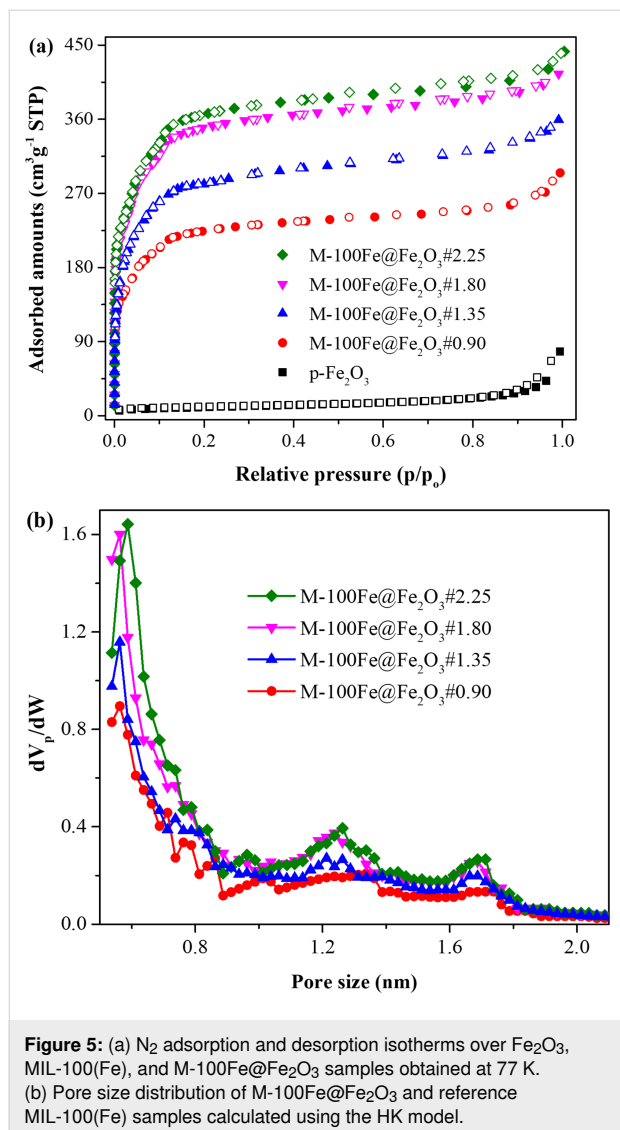 (a)
450
360
270
180
90
0
Adsorbed amounts (cm³g⁻¹ STP)
M-100Fe@Fe₂O₃#2.25
M-100Fe@Fe₂O₃#1.80
M-100Fe@Fe₂O₃#1.35
M-100Fe@Fe₂O₃#0.90
p-Fe₂O₃
0.0 0.2 0.4 0.6 0.8 1.0
Relative pressure (p/pₒ)
(b)
1.6
1.2
0.8
0.4
0.0
dVₚ/dW
M-100Fe@Fe₂O₃#2.25
M-100Fe@Fe₂O₃#1.80
M-100Fe@Fe₂O₃#1.35
M-100Fe@Fe₂O₃#0.90
0.8 1.2 1.6 2.0
Pore size (nm)
Figure 5: (a) N₂ adsorption and desorption isotherms over Fe₂O₃,
MIL-100(Fe), and M-100Fe@Fe₂O₃ samples obtained at 77 K.
(b) Pore size distribution of M-100Fe@Fe₂O₃ and reference
MIL-100(Fe) samples calculated using the HK model.